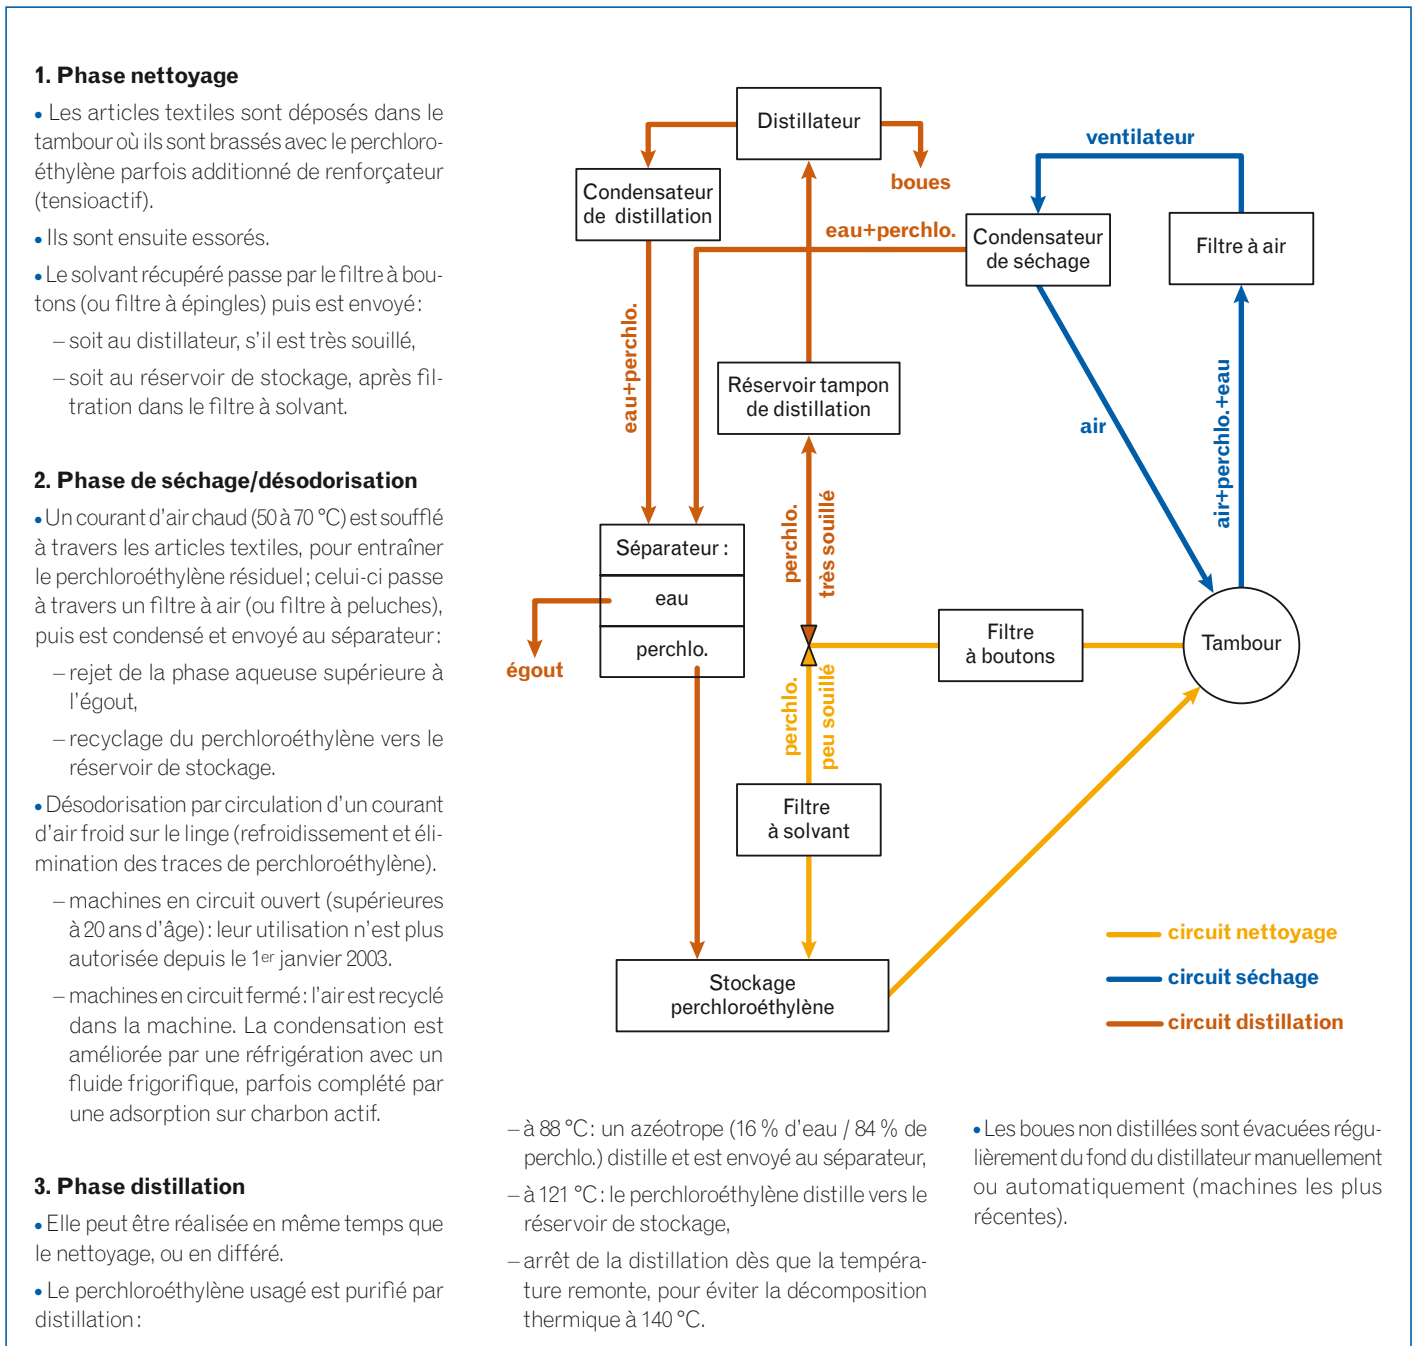 1. Phase nettoyage
• Les articles textiles sont déposés dans le
tambour où ils sont brassés avec le perchloro-
éthylène parfois additionné de renforçateur
(tensioactif).
• Ils sont ensuite essorés.
• Le solvant récupéré passe par le filtre à bou-
tons (ou filtre à épingles) puis est envoyé :
– soit au distillateur, s'il est très souillé,
– soit au réservoir de stockage, après fil-
tration dans le filtre à solvant.
2. Phase de séchage/désodorisation
• Un courant d'air chaud (50 à 70 °C) est soufflé
à travers les articles textiles, pour entraîner
le perchloroéthylène résiduel ; celui-ci passe
à travers un filtre à air (ou filtre à peluches),
puis est condensé et envoyé au séparateur :
– rejet de la phase aqueuse supérieure à
l'égout,
– recyclage du perchloroéthylène vers le
réservoir de stockage.
• Désodorisation par circulation d'un courant
d'air froid sur le linge (refroidissement et éli-
mination des traces de perchloroéthylène).
– machines en circuit ouvert (supérieures
à 20 ans d'âge) : leur utilisation n'est plus
autorisée depuis le 1er janvier 2003.
– machines en circuit fermé : l'air est recyclé
dans la machine. La condensation est
améliorée par une réfrigération avec un
fluide frigorifique, parfois complété par
une adsorption sur charbon actif.
3. Phase distillation
• Elle peut être réalisée en même temps que
le nettoyage, ou en différé.
• Le perchloroéthylène usagé est purifié par
distillation :
– à 88 °C : un azéotrope (16 % d'eau / 84 % de
perchlo.) distille et est envoyé au séparateur,
– à 121 °C : le perchloroéthylène distille vers le
réservoir de stockage,
– arrêt de la distillation dès que la tempéra-
ture remonte, pour éviter la décomposition
thermique à 140 °C.
• Les boues non distillées sont évacuées régu-
lièrement du fond du distillateur manuellement
ou automatiquement (machines les plus
récentes).
Distillateur
boues
ventilateur
Condensateur
de distillation
eau+perchlo.
Condensateur
de séchage
Filtre à air
eau+perchlo.
Réservoir tampon
de distillation
air
air+perchlo.+eau
perchlo.
très souillé
Séparateur :
eau
perchlo.
égout
Filtre
à boutons
Tambour
perchlo.
peu souillé
Filtre
à solvant
Stockage
perchloroéthylène
circuit nettoyage
circuit séchage
circuit distillation